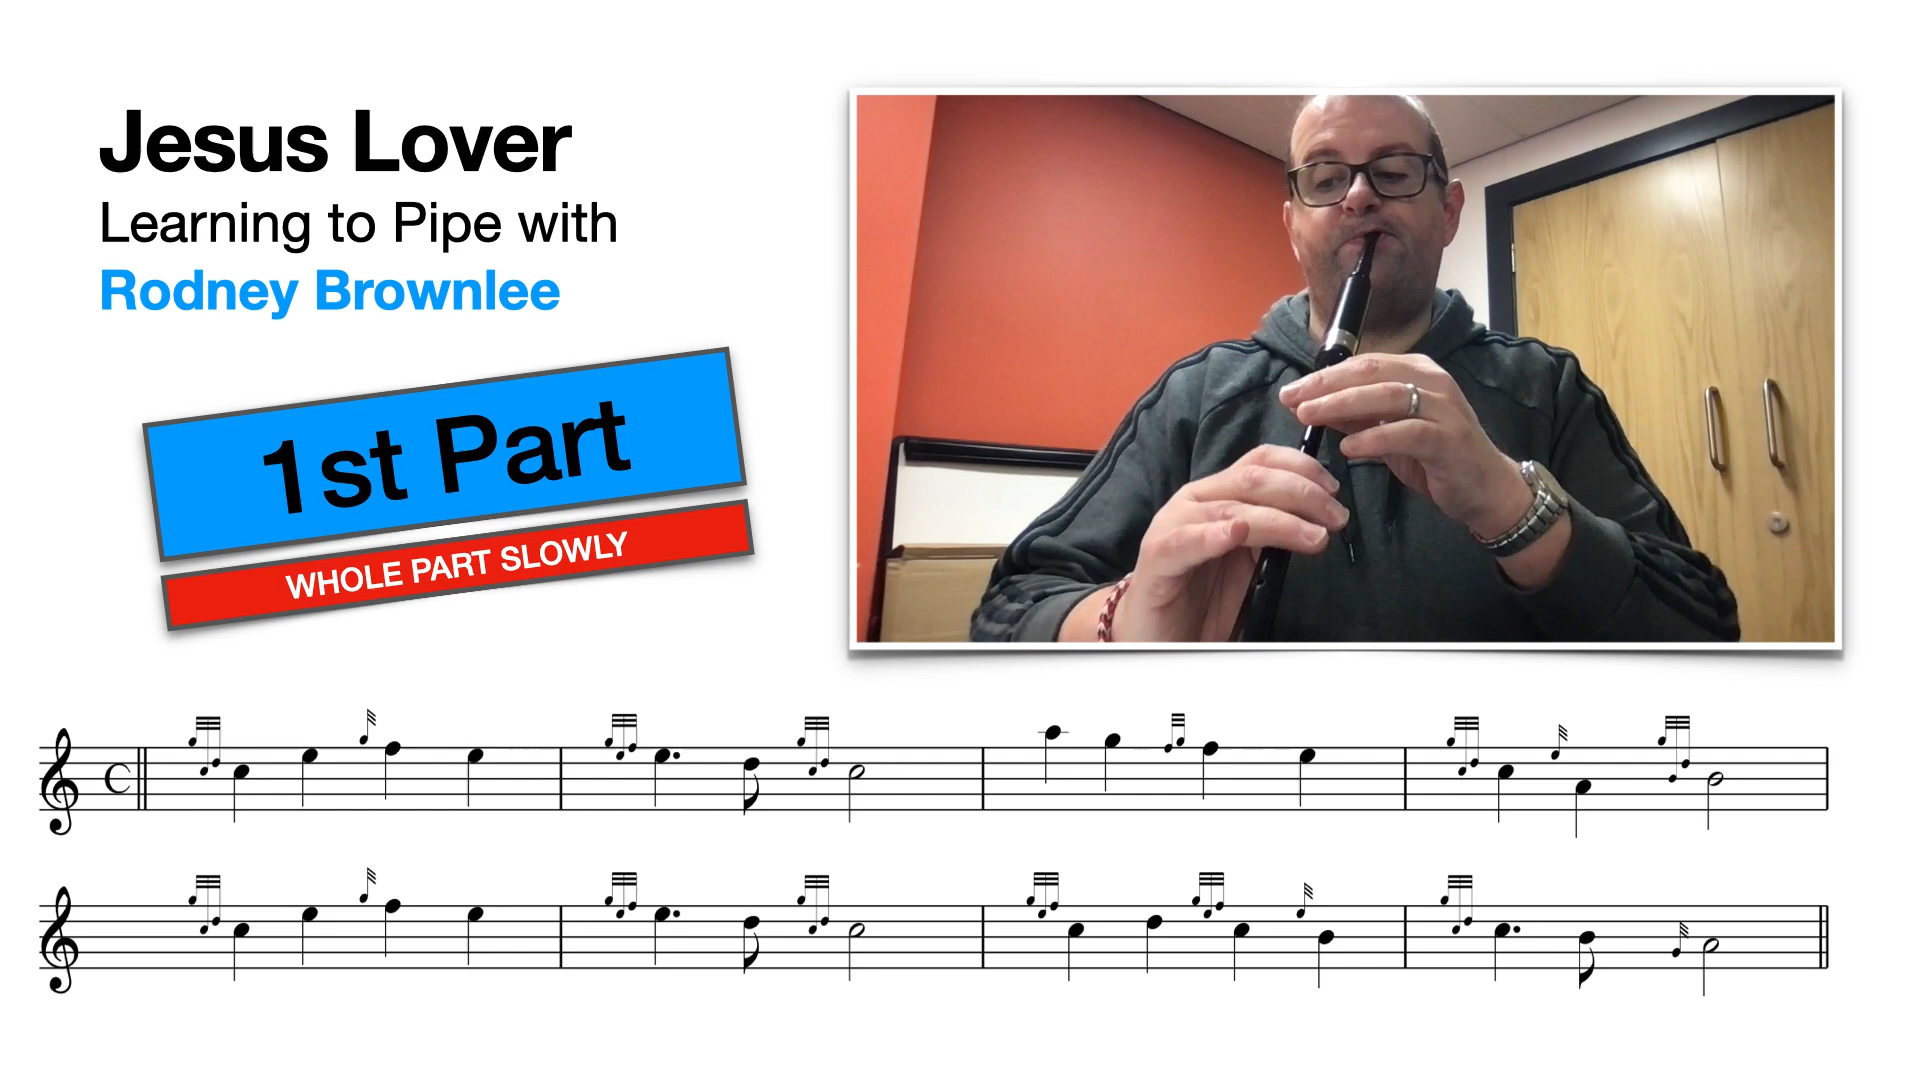 Jesus Lover
Learning to Pipe with
Rodney Brownlee
1st Part
WHOLE PART SLOWLY